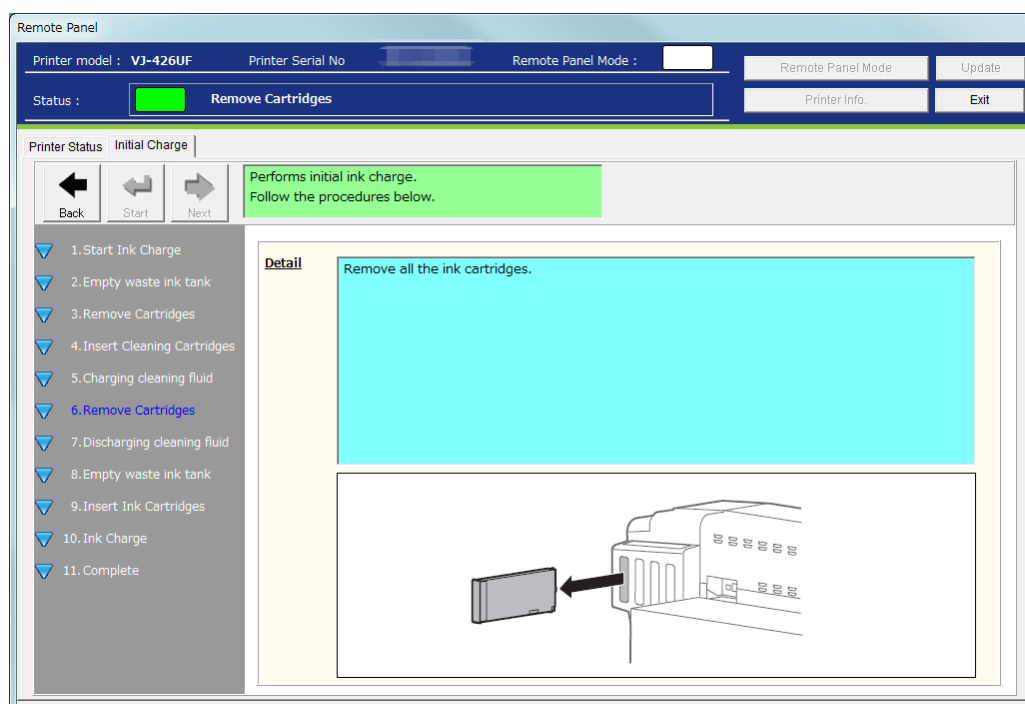 Remote Panel
Printer model : VJ-426UF Printer Serial No Remote Panel Mode :
Remote Panel Mode Update
Status : Remove Cartridges
Printer Info. Exit
Printer Status Initial Charge
Back Start Next
Performs initial ink charge.
Follow the procedures below.
1.Start Ink Charge
2.Empty waste ink tank
3.Remove Cartridges
4.Insert Cleaning Cartridges
5.Charging cleaning fluid
6.Remove Cartridges
7.Discharging cleaning fluid
8.Empty waste ink tank
9.Insert Ink Cartridges
10.Ink Charge
11.Complete
Detail
Remove all the ink cartridges.